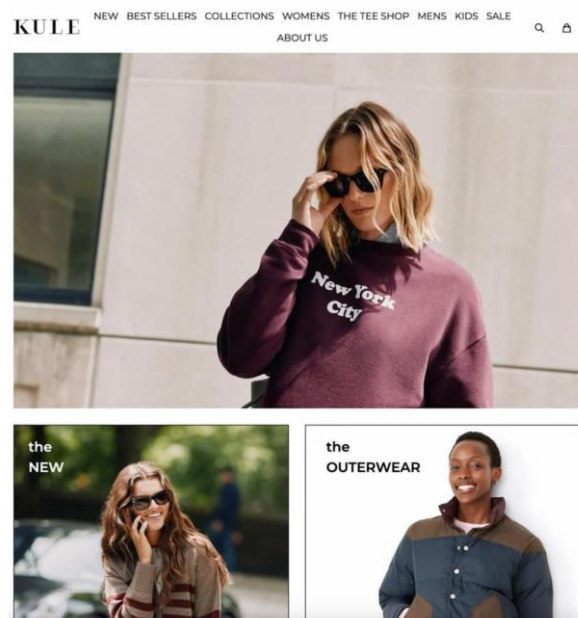 KULE
NEW BEST SELLERS COLLECTIONS WOMENS THE TEE SHOP MENS KIDS SALE
ABOUT US
New York
City
the
NEW
the
OUTERWEAR